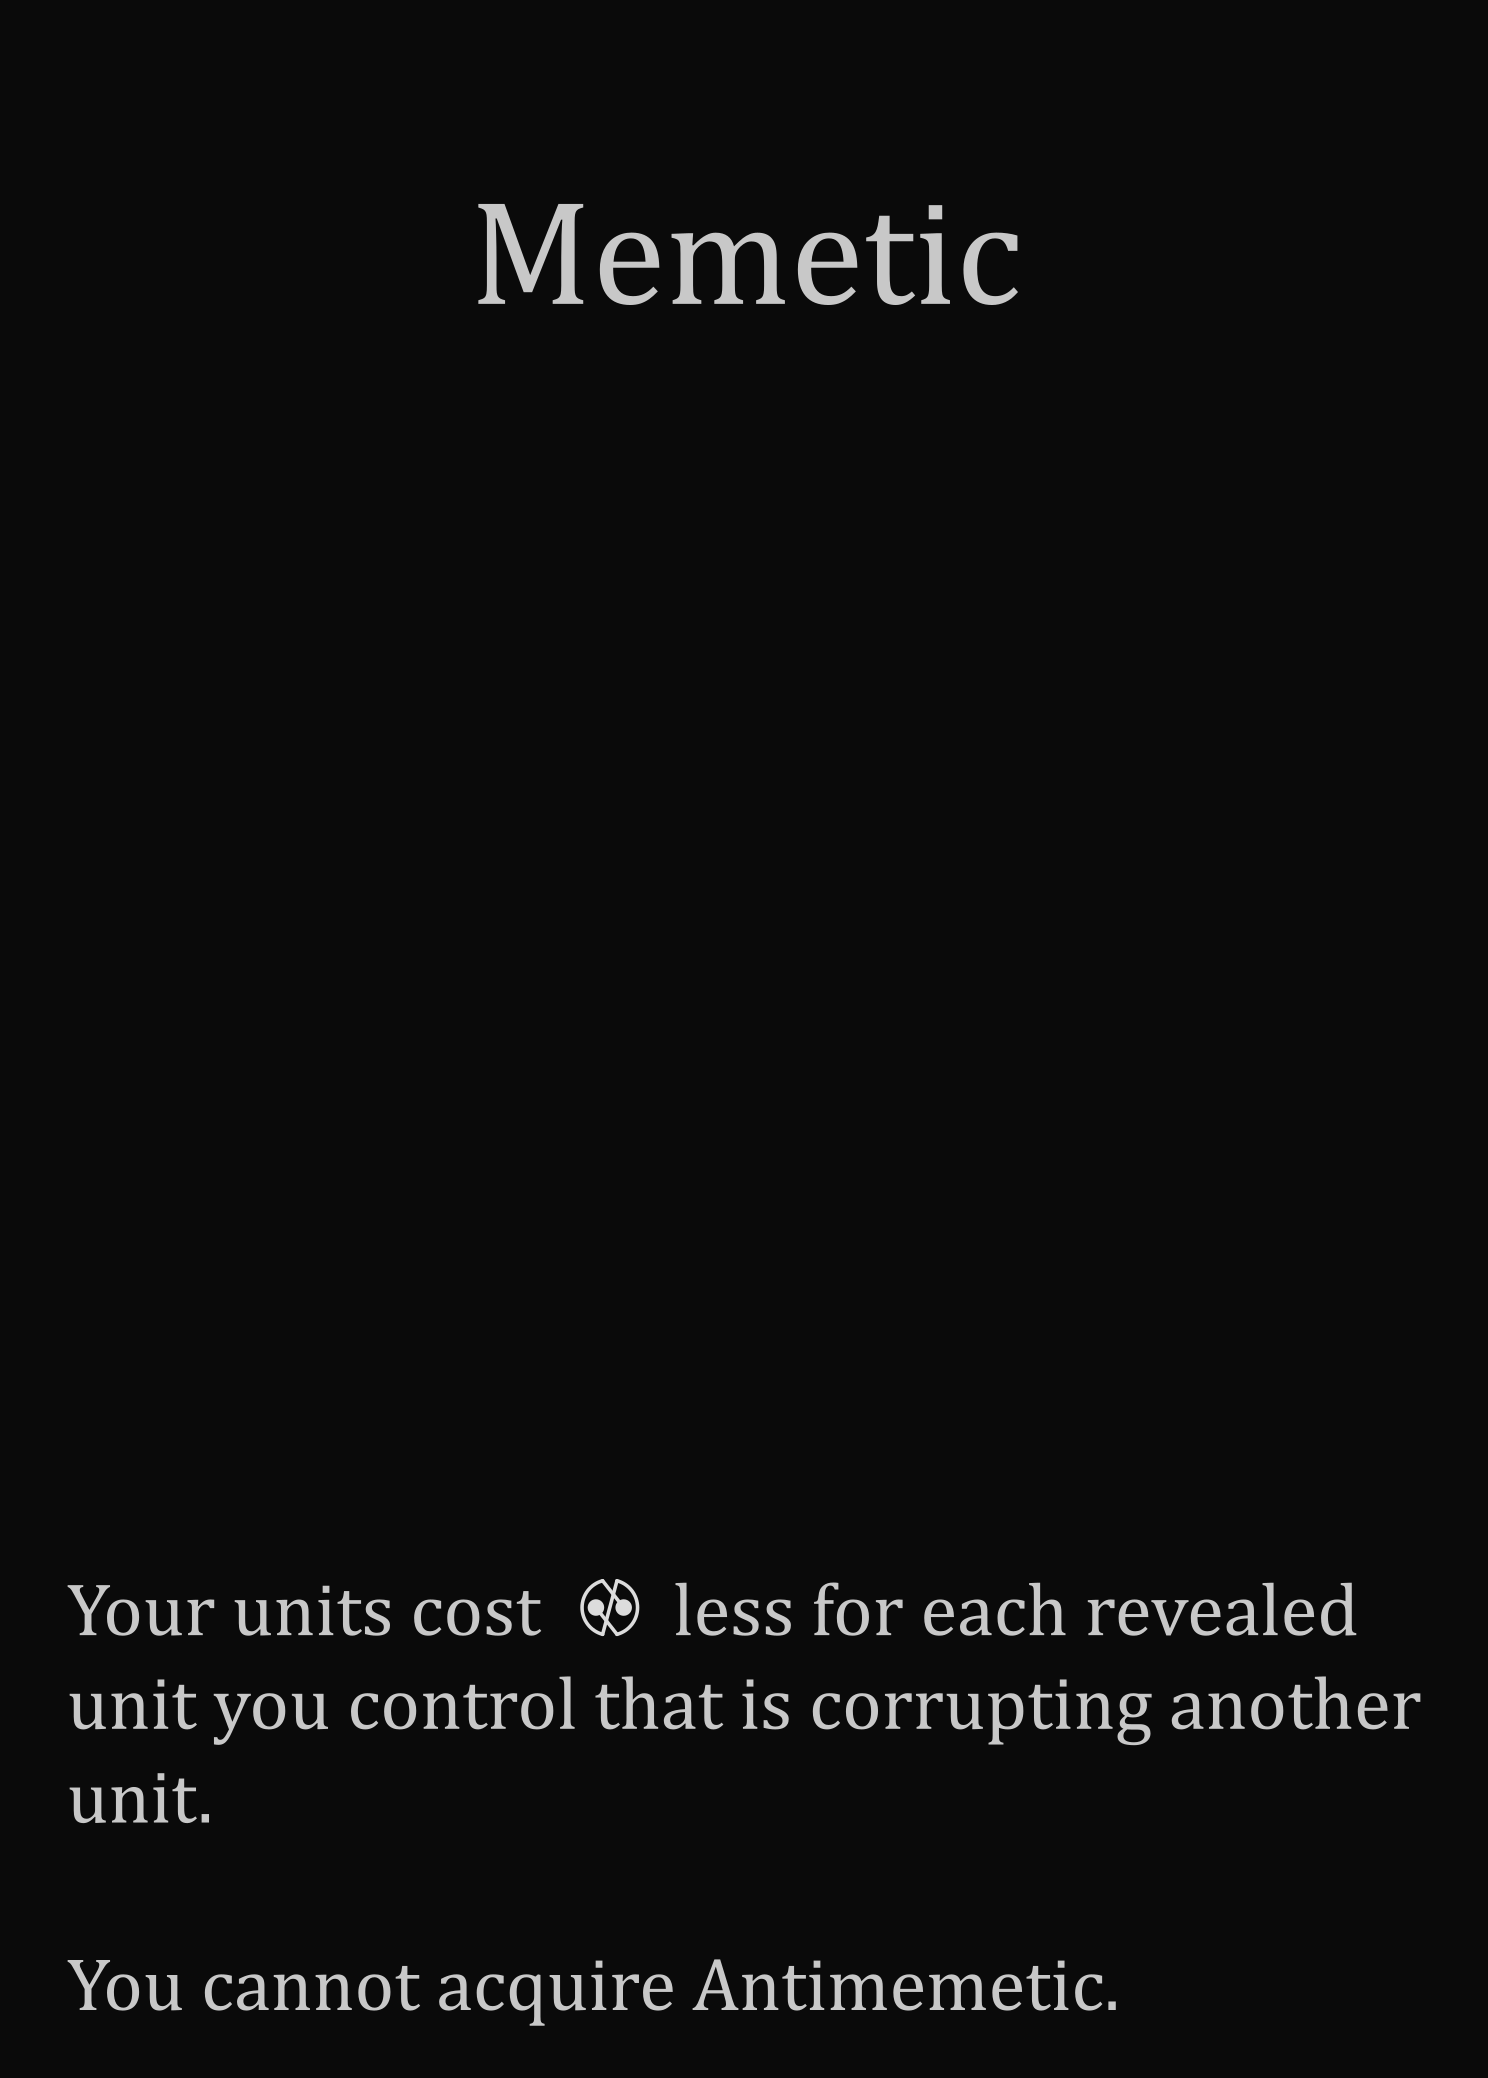 Memetic
Your units cost less for each revealed
unit you control that is corrupting another
unit.
You cannot acquire Antimemetic.